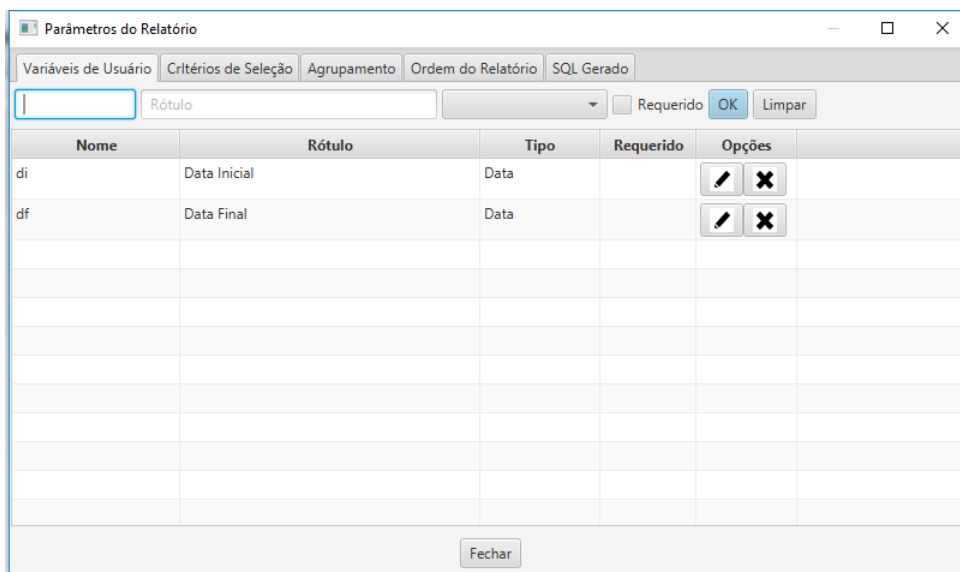 Parâmetros do Relatório
Variáveis de Usuário CrItérios de Seleção Agrupamento Ordem do Relatório SQL Gerado
Rótulo Requerido OK Limpar
Nome Rótulo Tipo Requerido Opções
di Data Inicial Data
df Data Final Data
Fechar